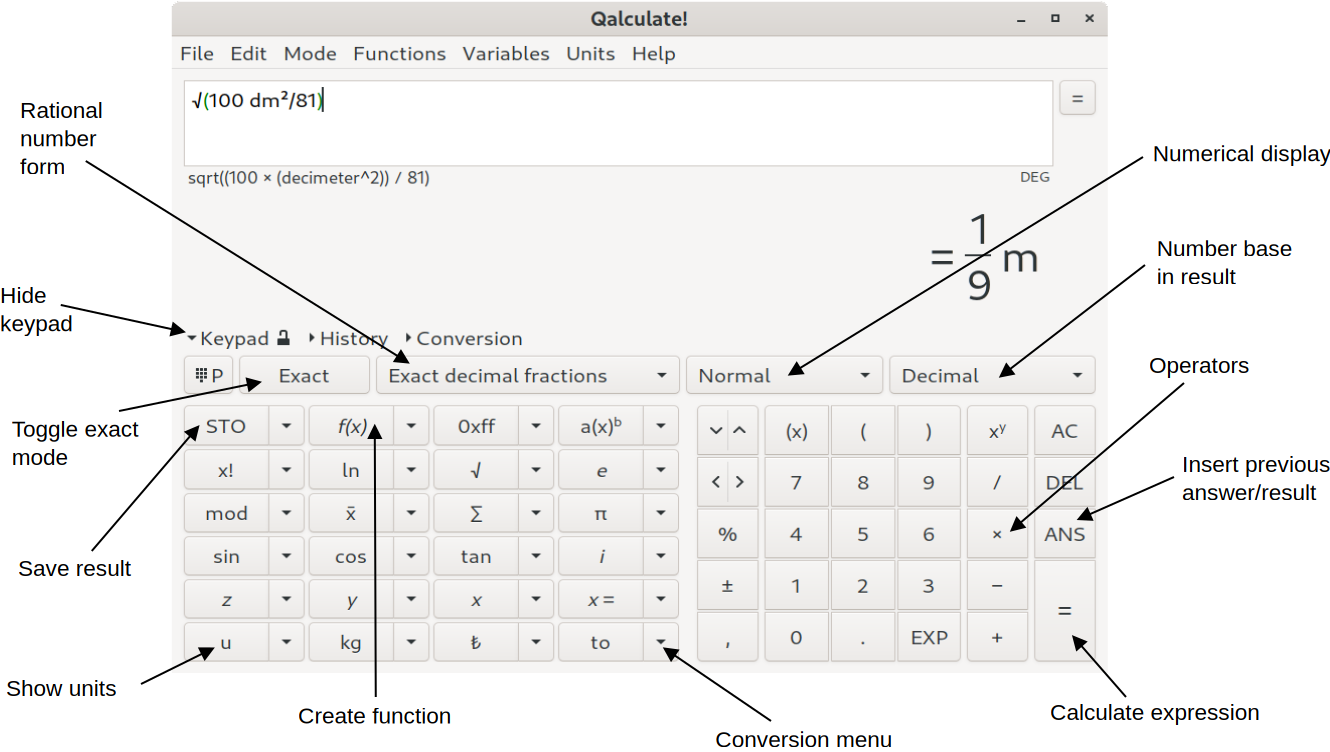 Qalculate!
File Edit Mode Functions Variables Units Help
√(100 dm²/81)
=
sqrt((100 × (decimeter^2)) / 81)
DEG
= 1/9 m
Rational
number
form
Numerical display
Number base
in result
Hide
keypad
Keypad History Conversion
P Exact Exact decimal fractions Normal Decimal
Operators
Toggle exact
mode
Insert previous
answer/result
Save result
STO f(x) 0xff a(x)ᵇ
x! ln √ e
mod x̄ Σ π
sin cos tan i
z y x x =
u kg ₺ to
(x) ( ) xʸ AC
7 8 9 / DEL
% 4 5 6 × ANS
± 1 2 3 −
=
, 0 . EXP +
Show units
Create function
Conversion menu
Calculate expression